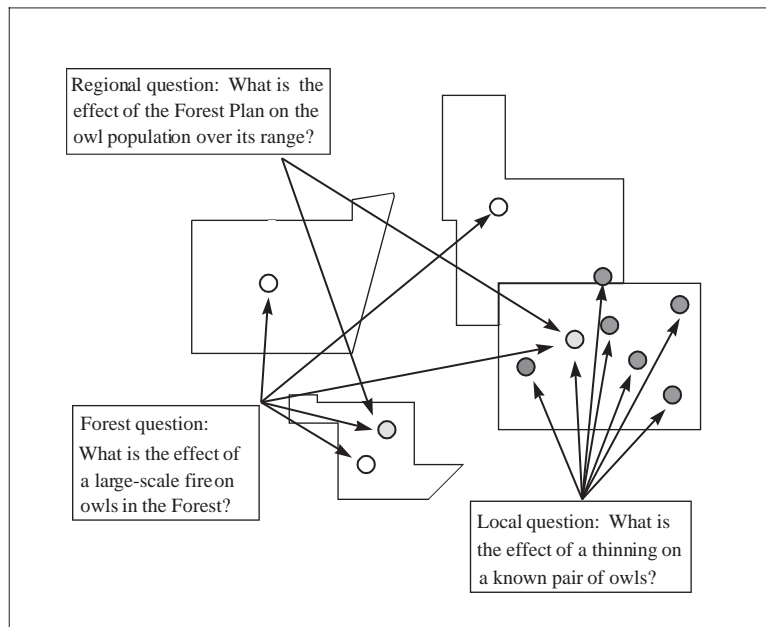 Regional question: What is the
effect of the Forest Plan on the
owl population over its range?
Forest question:
What is the effect of
a large-scale fire on
owls in the Forest?
Local question: What is
the effect of a thinning on
a known pair of owls?